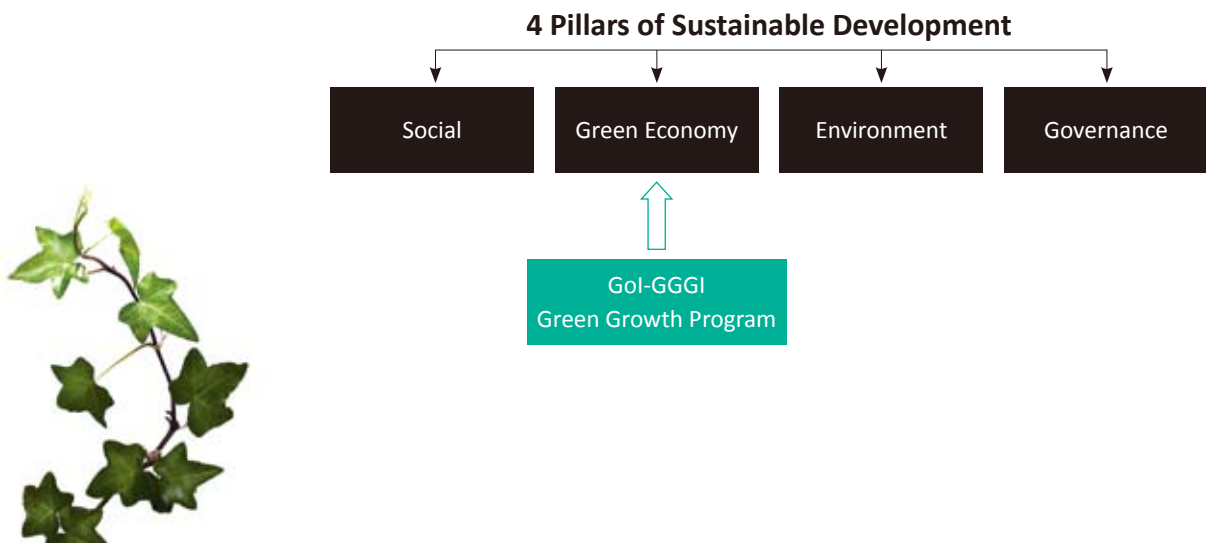 4 Pillars of Sustainable Development
Social
Green Economy
Environment
Governance
GoI-GGGI
Green Growth Program